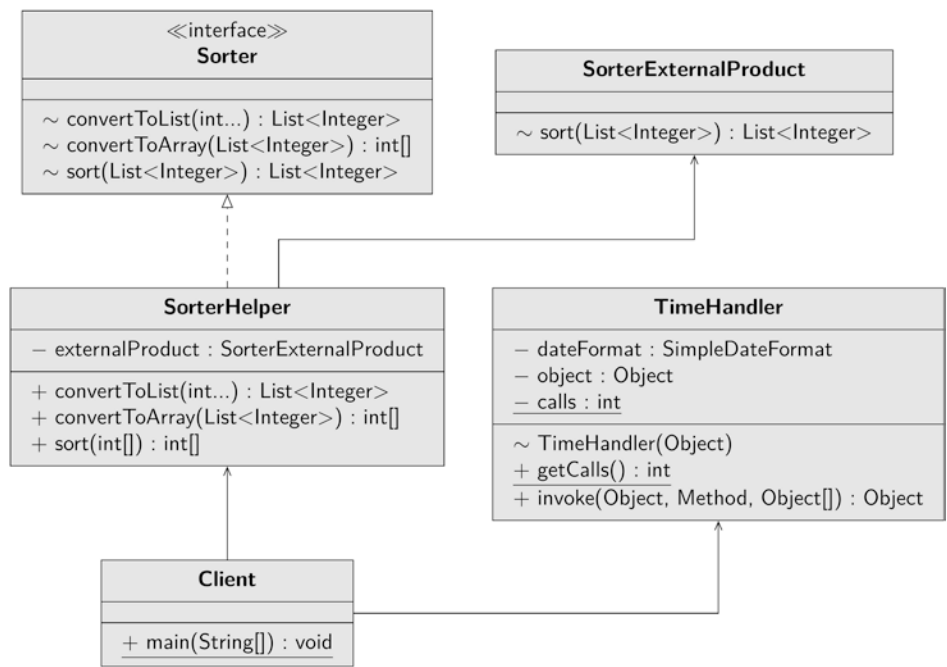 ≪interface≫
Sorter
~ convertToList(int...) : List<Integer>
~ convertToArray(List<Integer>) : int[]
~ sort(List<Integer>) : List<Integer>
SorterExternalProduct
~ sort(List<Integer>) : List<Integer>
SorterHelper
− externalProduct : SorterExternalProduct
+ convertToList(int...) : List<Integer>
+ convertToArray(List<Integer>) : int[]
+ sort(int[]) : int[]
TimeHandler
− dateFormat : SimpleDateFormat
− object : Object
− calls : int
~ TimeHandler(Object)
+ getCalls() : int
+ invoke(Object, Method, Object[]) : Object
Client
+ main(String[]) : void